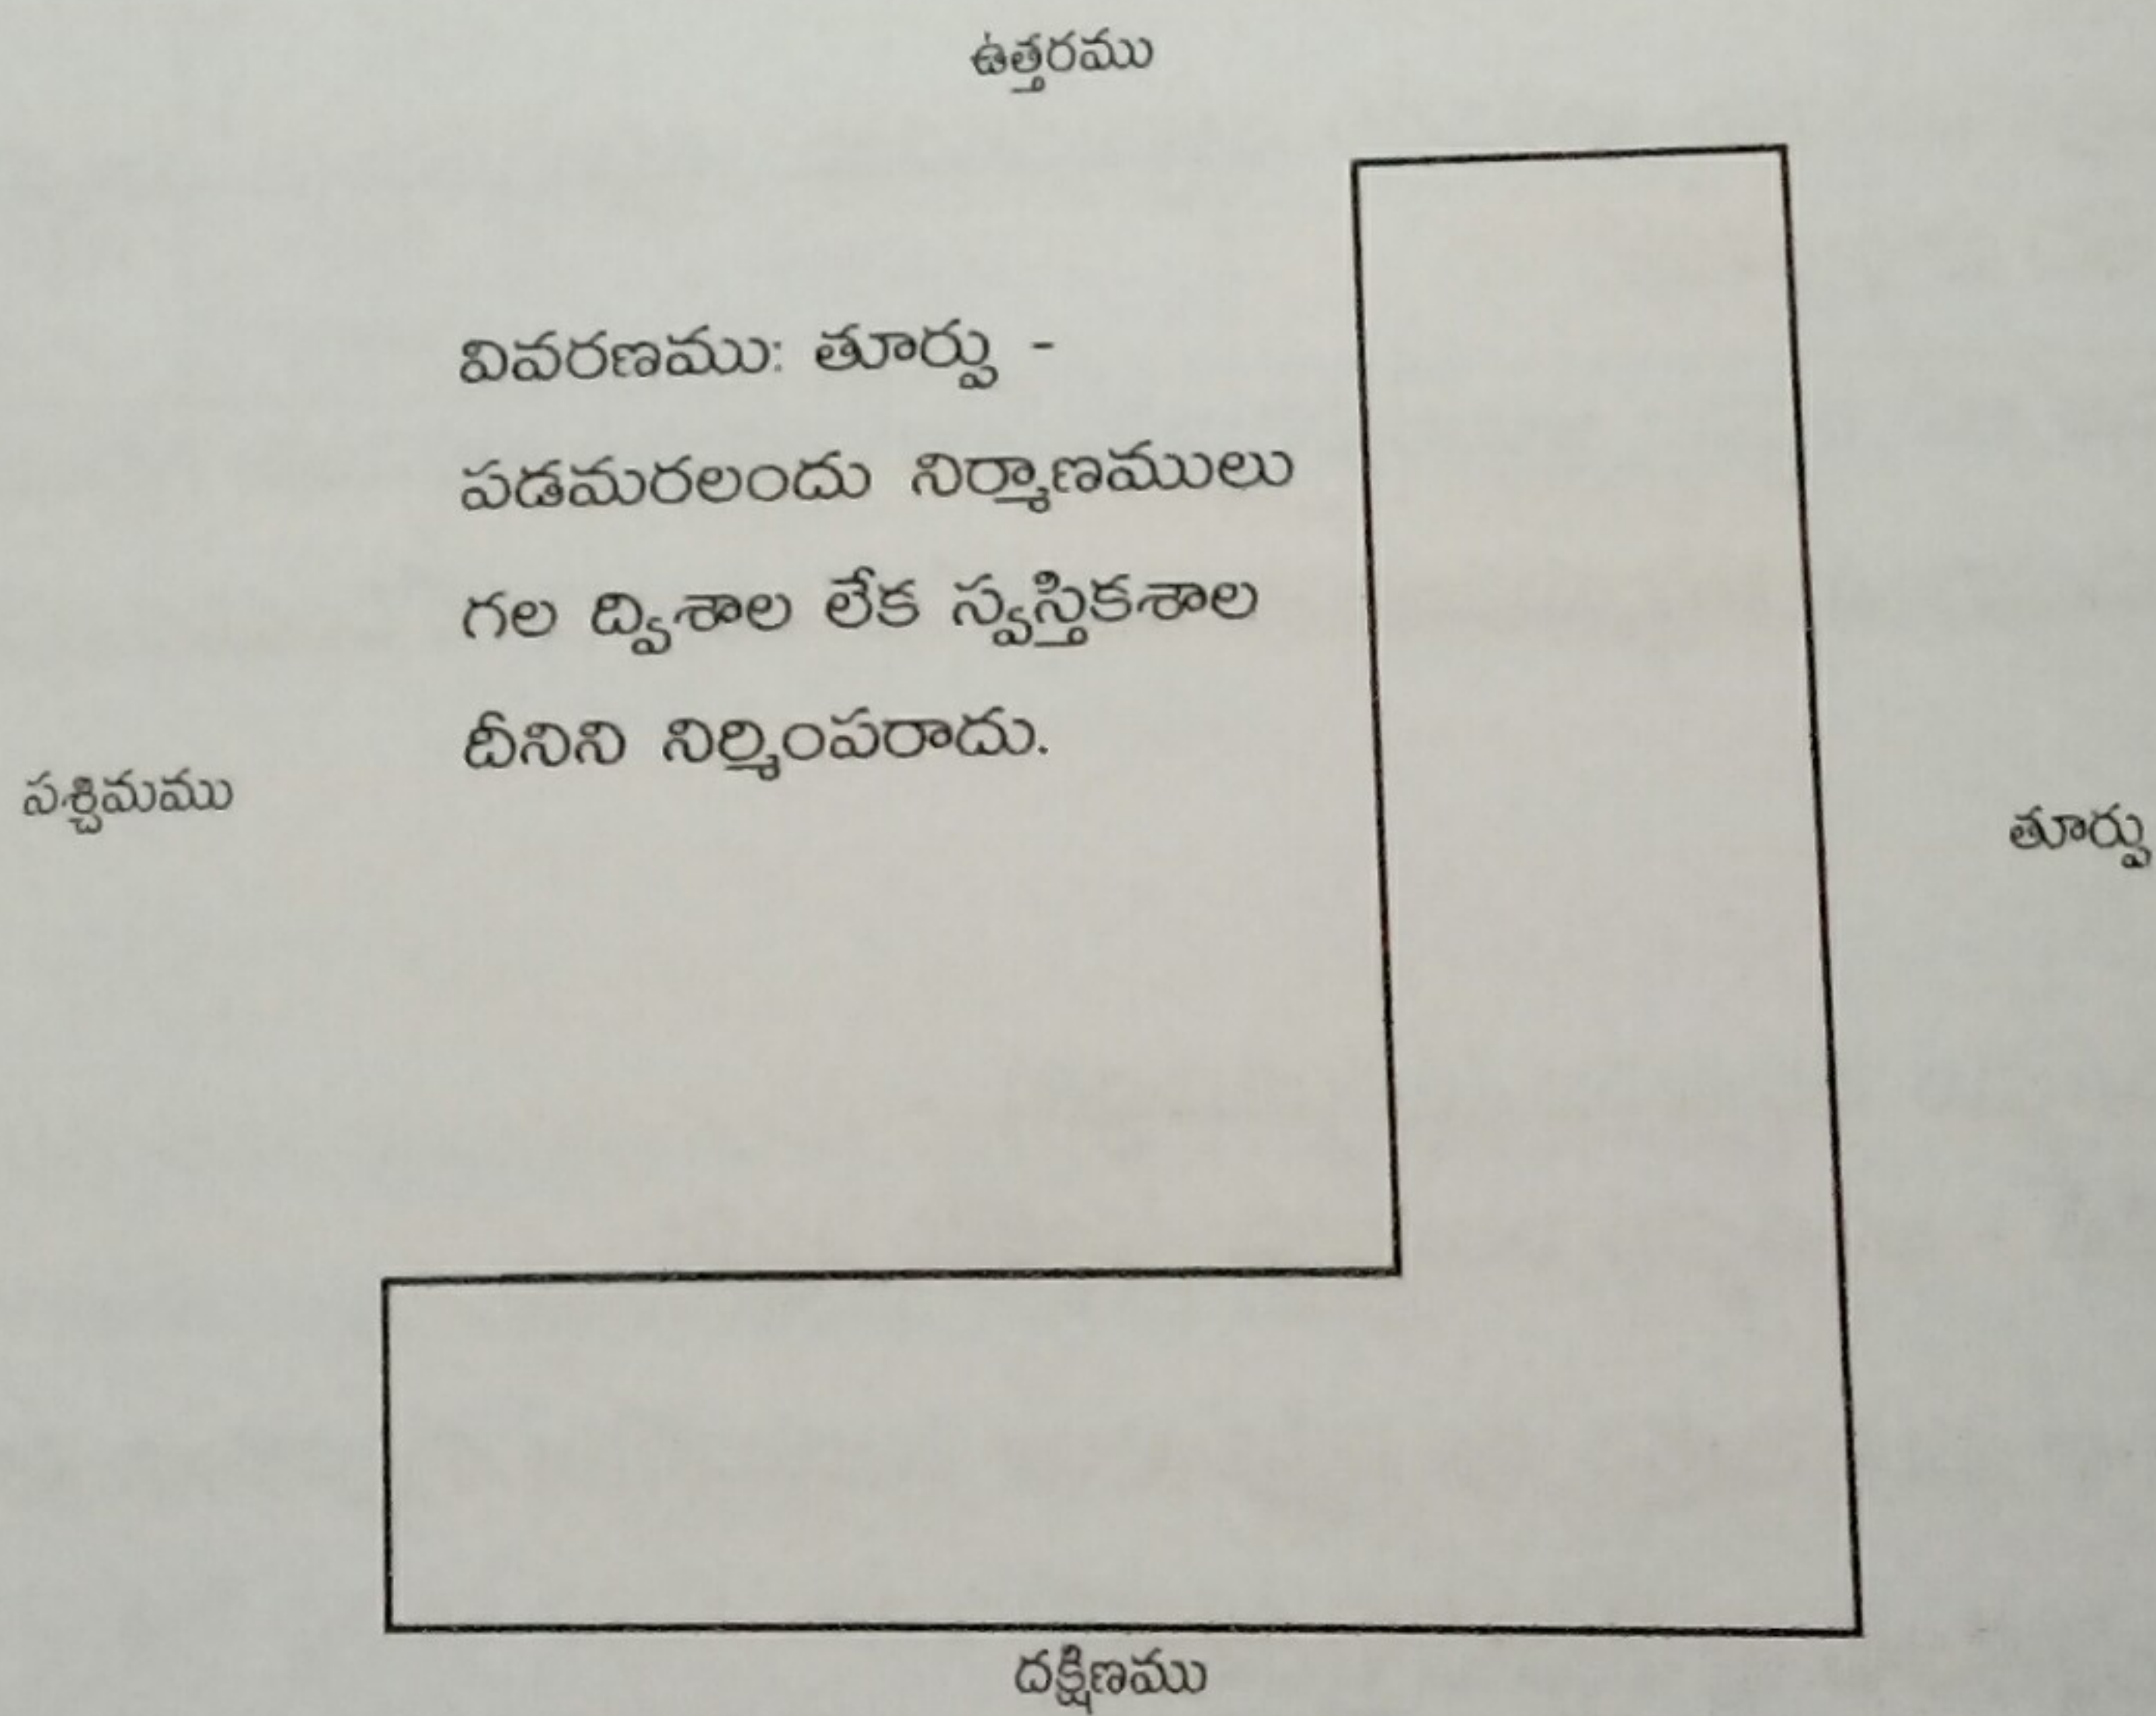 ఉత్తరము
వివరణము: తూర్పు -
పడమరలందు నిర్మాణములు
గల ద్విశాల లేక స్వస్తికశాల
దీనిని నిర్మింపరాదు.
పశ్చిమము
తూర్పు
దక్షిణము